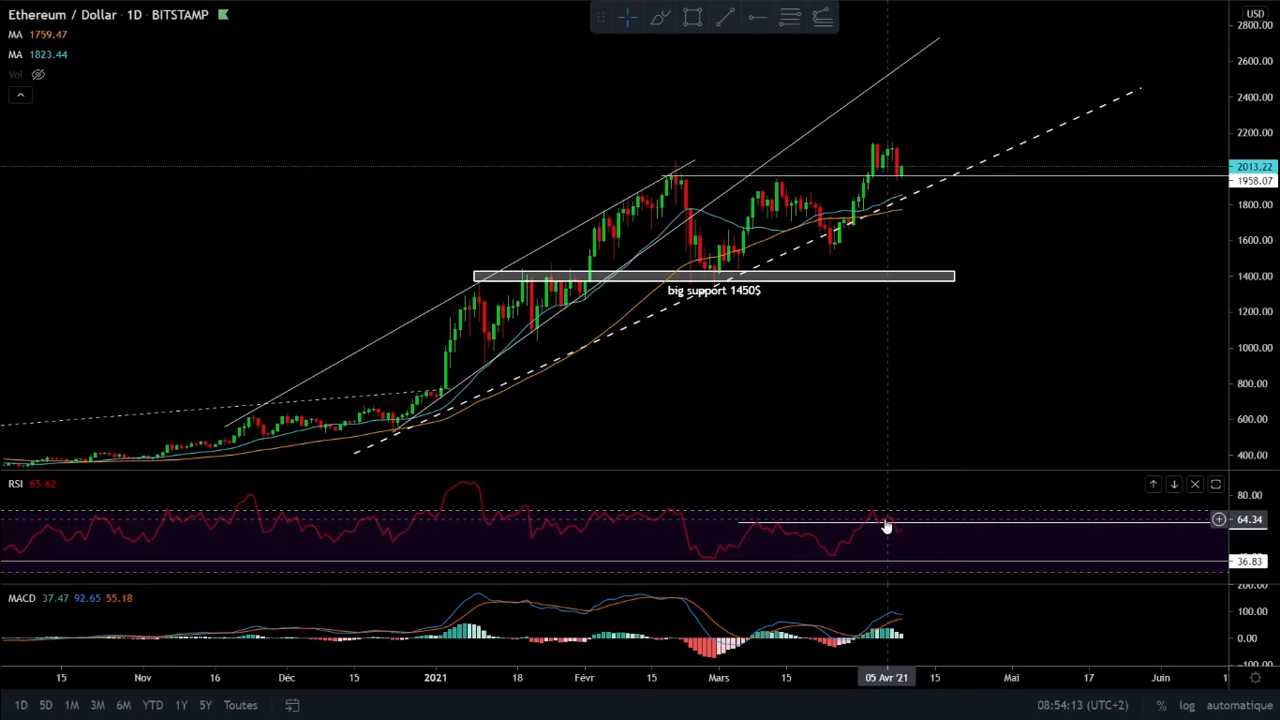 Ethereum / Dollar · 1D · BITSTAMP
USD
MA 1759.47
MA 1823.44
Vol
2800.00
2600.00
2400.00
2200.00
2013.22
1958.07
1800.00
1600.00
1400.00
big support 1450$
1200.00
1000.00
800.00
600.00
400.00
RSI 65.62
80.00
64.34
36.83
MACD 37.47 92.65 55.18
200.00
100.00
0.00
-100.00
15 Nov 16 Déc 15 2021 18 Févr 15 Mars 15 05 Avr '21 15 Mai Juin 1
1D 5D 1M 3M 6M YTD 1Y 5Y Toutes 08:54:13 (UTC+2) % log automatique